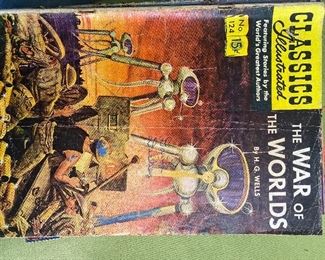 CLASSICS
Illustrated
Featuring Stories by the
World's Greatest Authors
No.
124
15¢
THE WAR OF
THE WORLDS
By H. G. WELLS